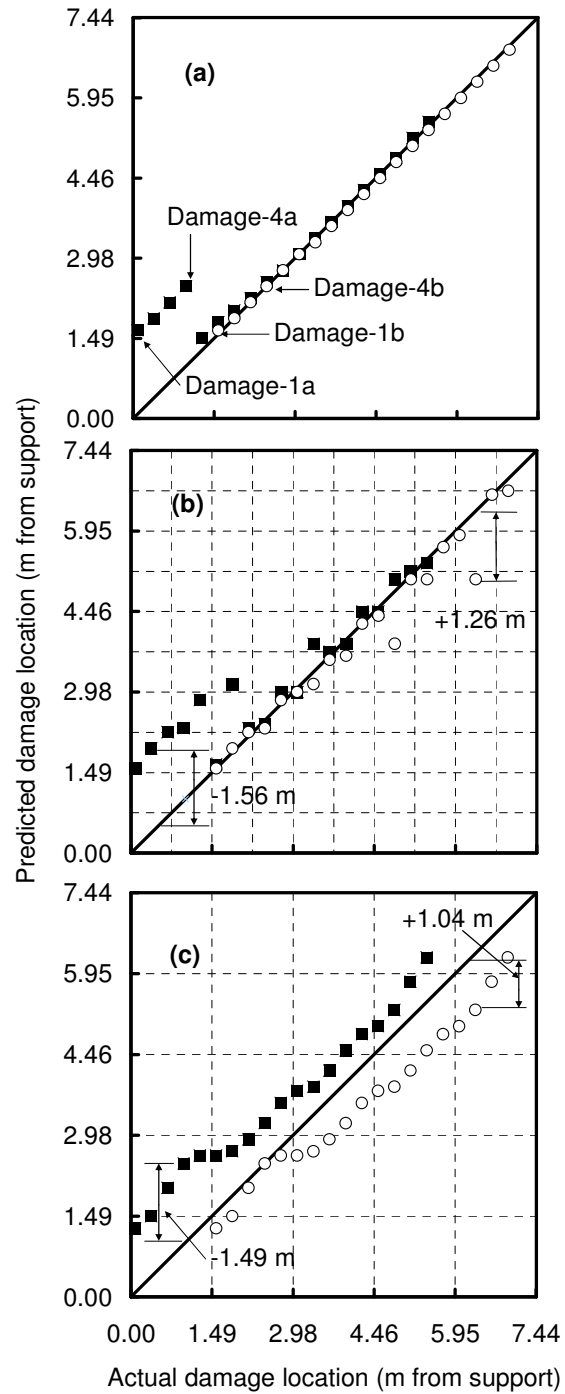 7.44
(a)
5.95
4.46
Damage-4a
2.98
Damage-4b
Damage-1b
1.49
Damage-1a
0.00
Predicted damage location (m from support)
7.44
(b)
5.95
4.46
+1.26 m
2.98
1.49
-1.56 m
0.00
7.44
+1.04 m
(c)
5.95
4.46
2.98
1.49
-1.49 m
0.00
0.00 1.49 2.98 4.46 5.95 7.44
Actual damage location (m from support)